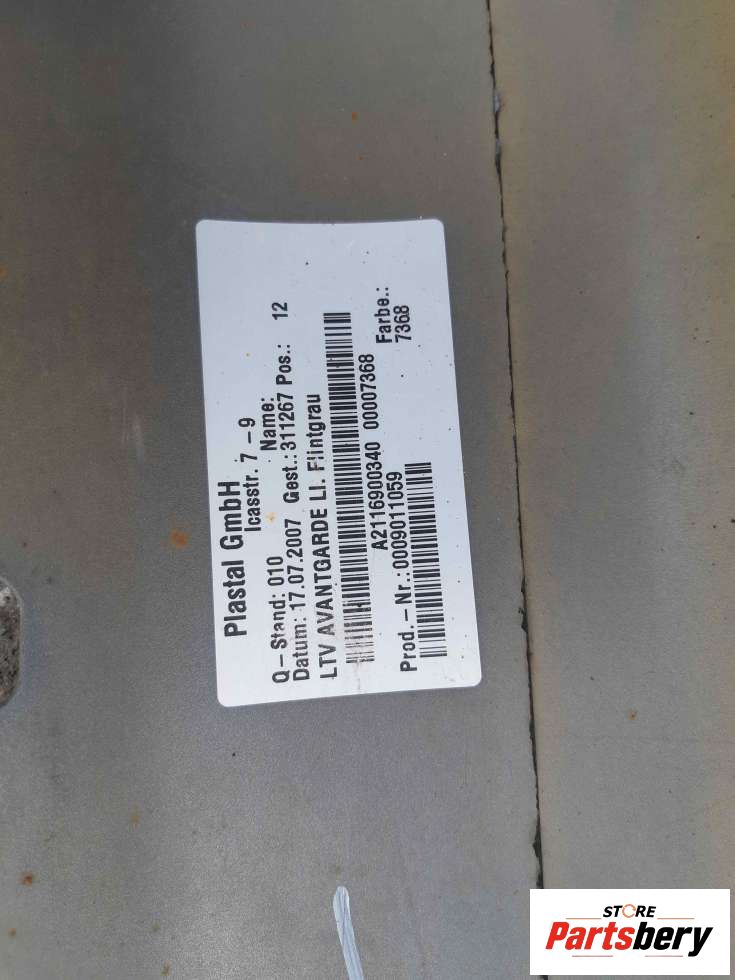 Plastal GmbH
Icasstr. 7-9
Q-Stand: 010 Name:
Datum: 17.07.2007 Gest.: 311267 Pos.: 12
LTV AVANTGARDE LI. Flintgrau
A2116900340 00007368 Farbe.:
Prod.-Nr.: 0009011059 7368
STORE
Partsbery